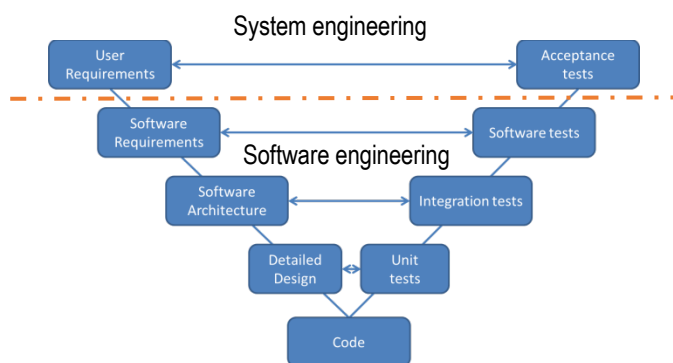 System engineering
User
Requirements
Acceptance
tests
Software
Requirements
Software tests
Software engineering
Software
Architecture
Integration tests
Detailed
Design
Unit
tests
Code